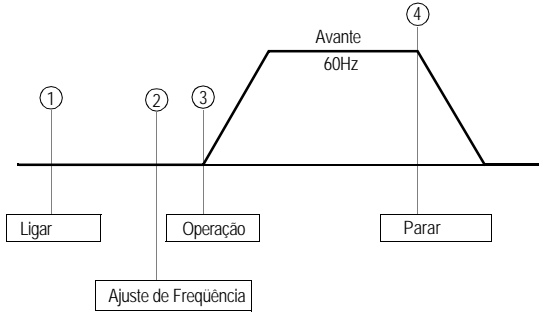 Avante
60Hz
1
2
3
4
Ligar
Operação
Parar
Ajuste de Freqüência